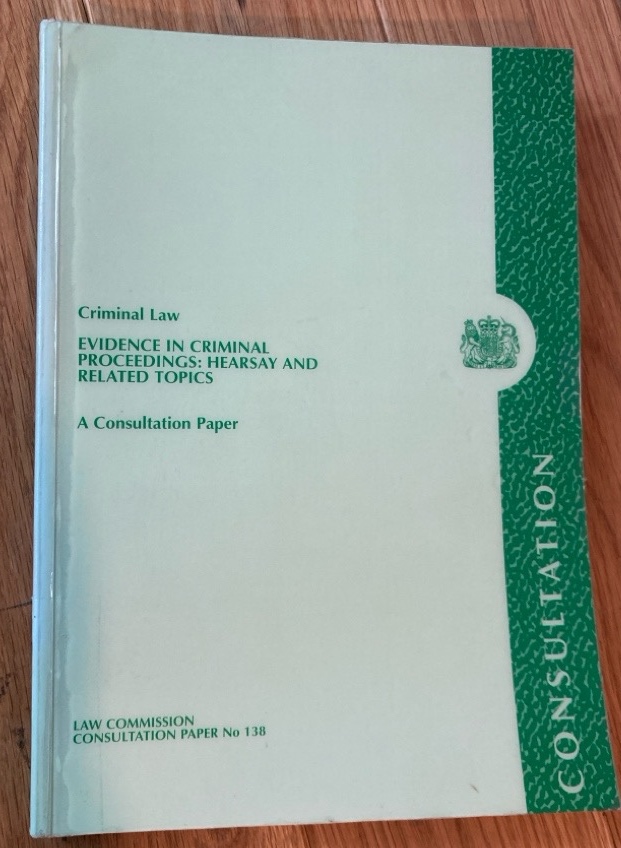 Criminal Law
EVIDENCE IN CRIMINAL
PROCEEDINGS: HEARSAY AND
RELATED TOPICS
A Consultation Paper
LAW COMMISSION
CONSULTATION PAPER No 138
CONSULTATION